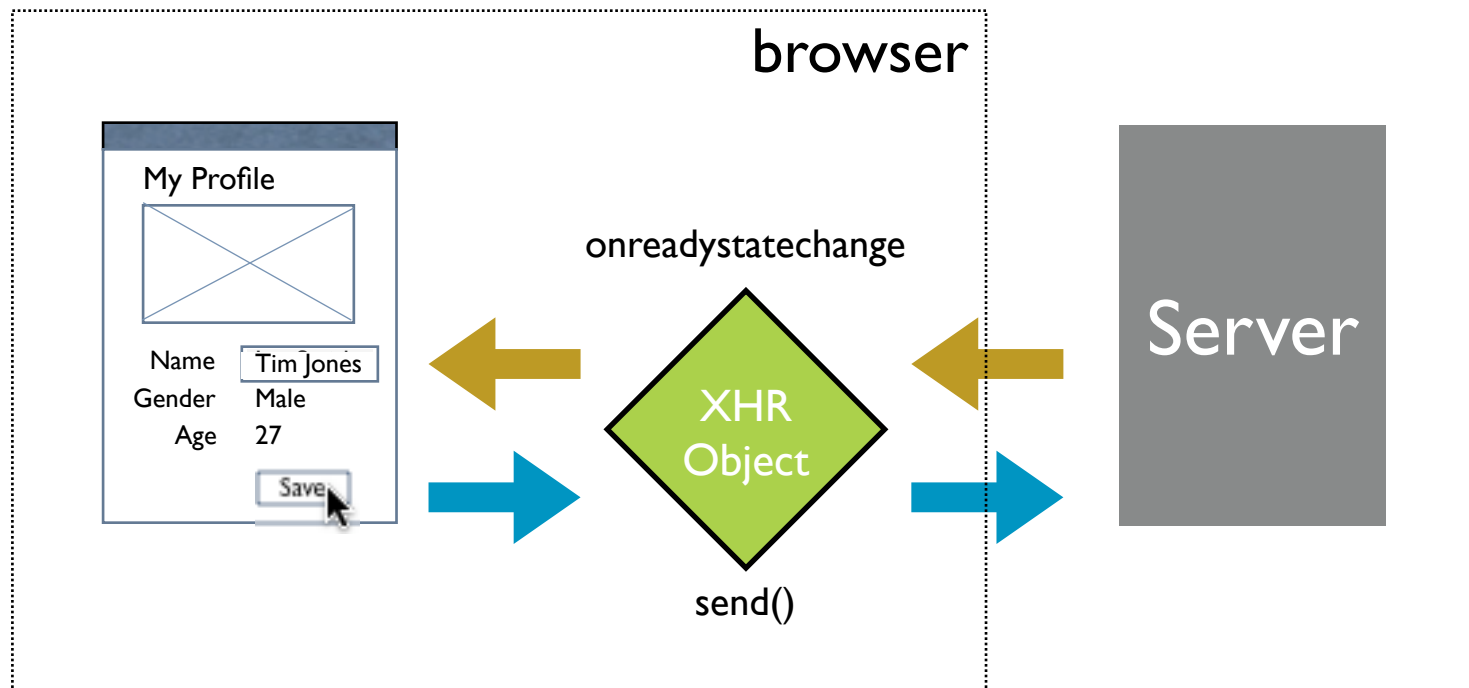 browser
My Profile
Name Tim Jones
Gender Male
Age 27
Save
onreadystatechange
XHR
Object
send()
Server